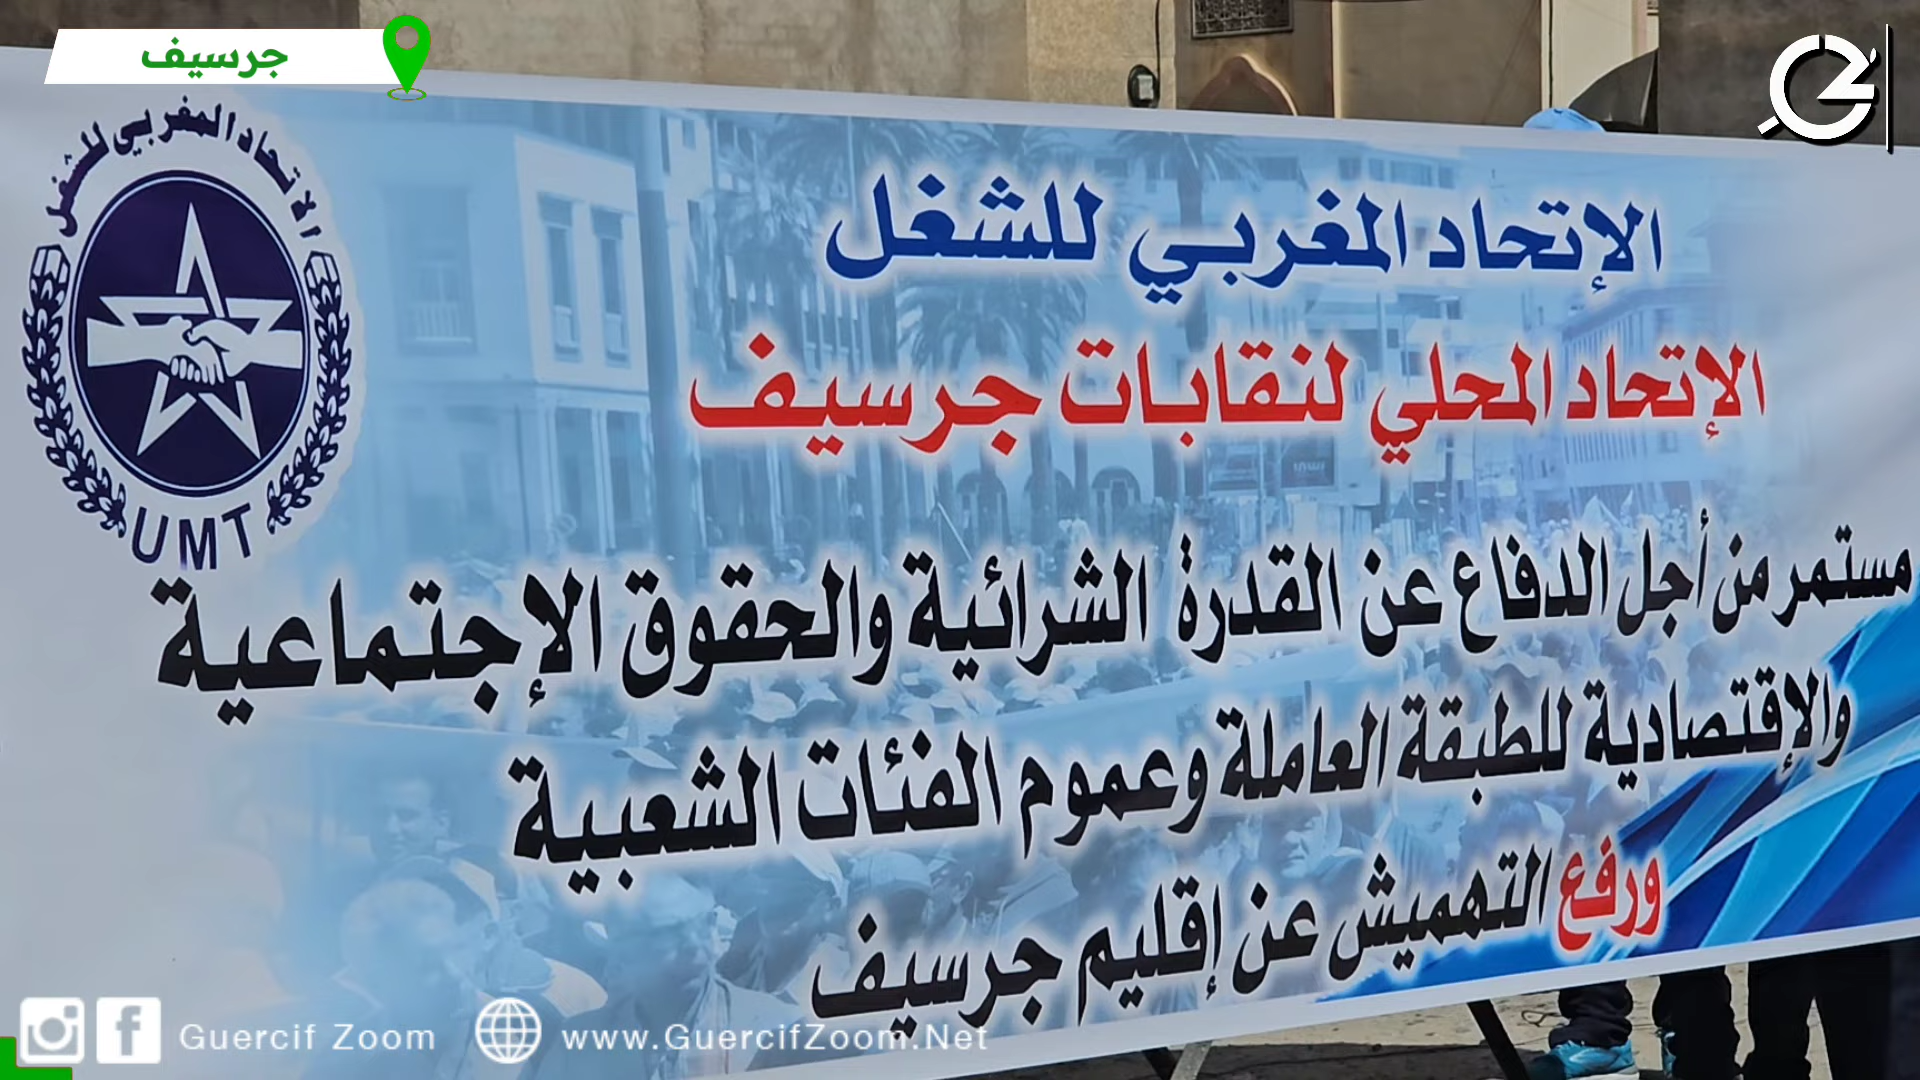 جرسيف
الاتحاد المغربي للشغل
UMT
الإتحاد المغربي للشغل
الإتحاد المحلي لنقابات جرسيف
مستمر من أجل الدفاع عن القدرة الشرائية والحقوق الإجتماعية
والإقتصادية للطبقة العاملة وعموم الفئات الشعبية
ورفع التهميش عن إقليم جرسيف
Guercif Zoom www.GuercifZoom.Net